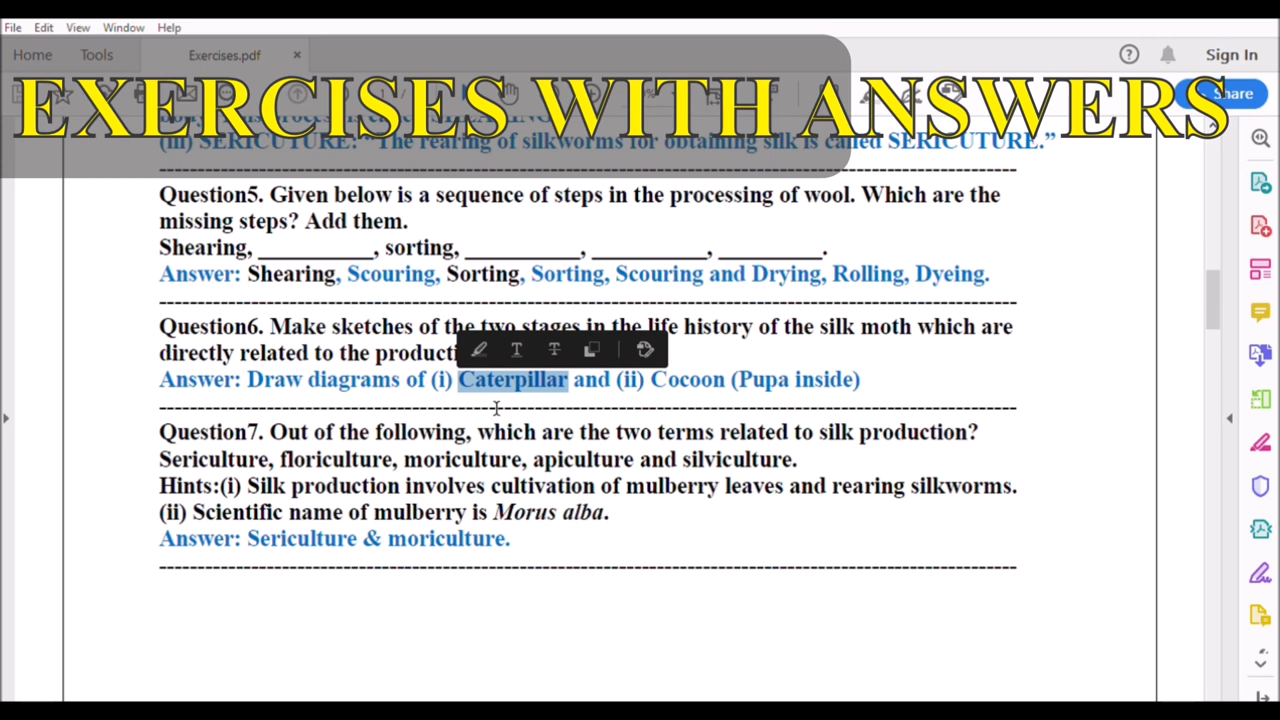 File Edit View Window Help
Home Tools Exercises.pdf × Sign In
EXERCISES WITH ANSWERS
Share
(iii) SERICUTURE: “The rearing of silkworms for obtaining silk is called SERICUTURE.”
Question5. Given below is a sequence of steps in the processing of wool. Which are the
missing steps? Add them.
Shearing, __________, sorting, __________, __________, _________.
Answer: Shearing, Scouring, Sorting, Sorting, Scouring and Drying, Rolling, Dyeing.
Question6. Make sketches of the two stages in the life history of the silk moth which are
directly related to the
Answer: Draw diagrams of (i) Caterpillar and (ii) Cocoon (Pupa inside)
Question7. Out of the following, which are the two terms related to silk production?
Sericulture, floriculture, moriculture, apiculture and silviculture.
Hints:(i) Silk production involves cultivation of mulberry leaves and rearing silkworms.
(ii) Scientific name of mulberry is Morus alba.
Answer: Sericulture & moriculture.